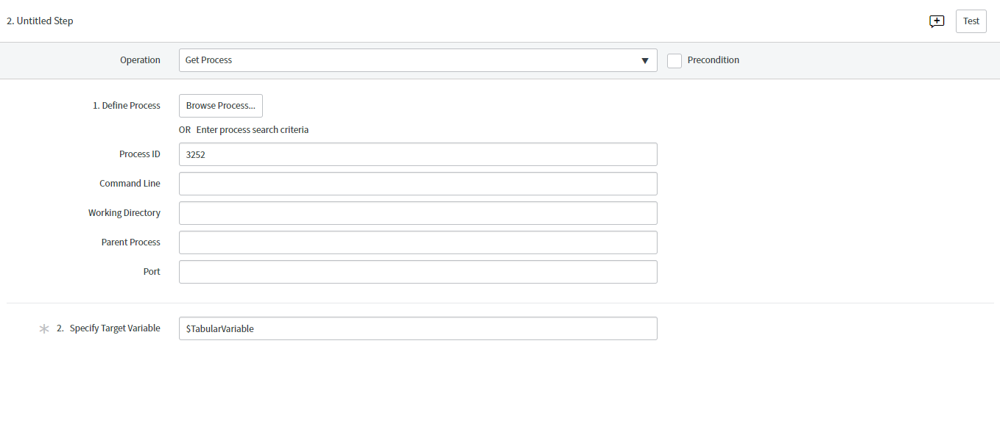 2. Untitled Step
Test
Operation
Get Process
Precondition
1. Define Process
Browse Process...
OR Enter process search criteria
Process ID
3252
Command Line
Working Directory
Parent Process
Port
2. Specify Target Variable
$TabularVariable